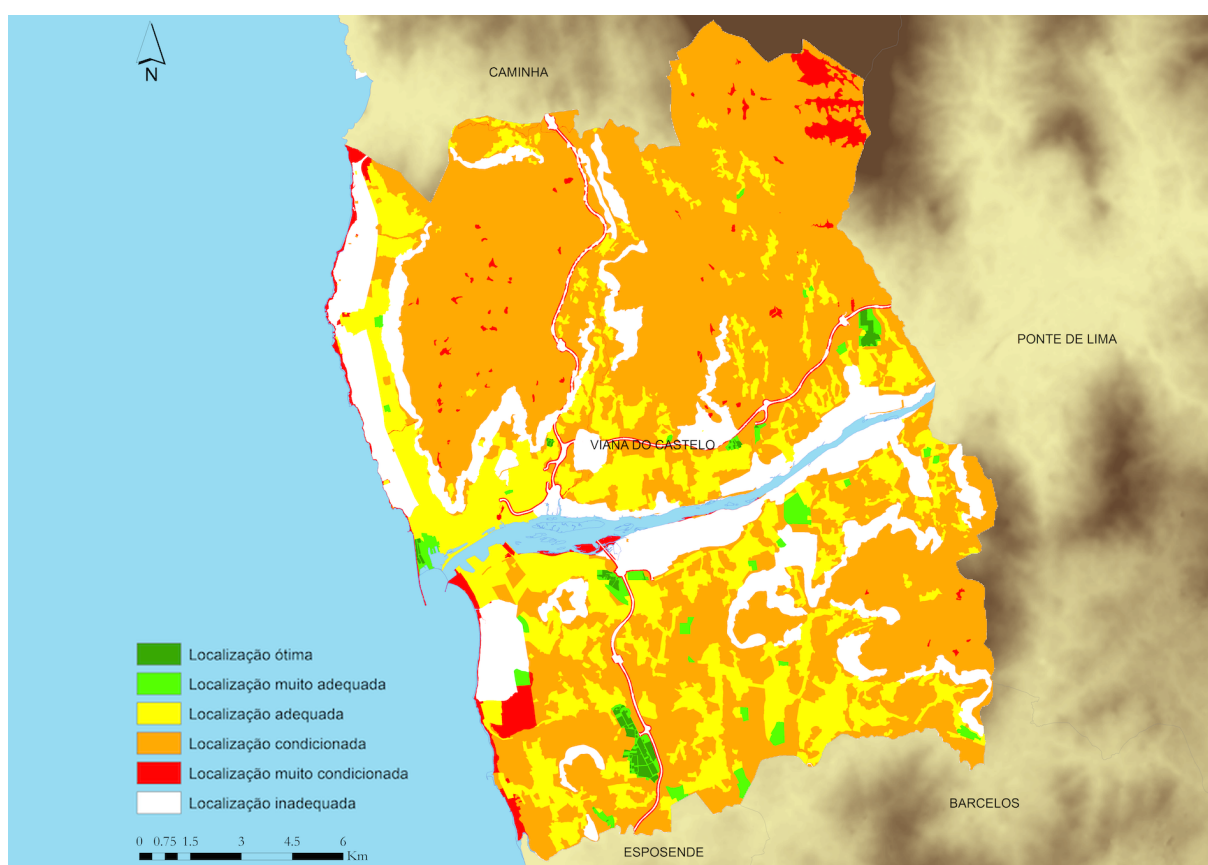 N
CAMINHA
PONTE DE LIMA
VIANA DO CASTELO
Localização ótima
Localização muito adequada
Localização adequada
Localização condicionada
Localização muito condicionada
Localização inadequada
0 0.75 1.5 3 4.5 6
Km
BARCELOS
ESPOSENDE